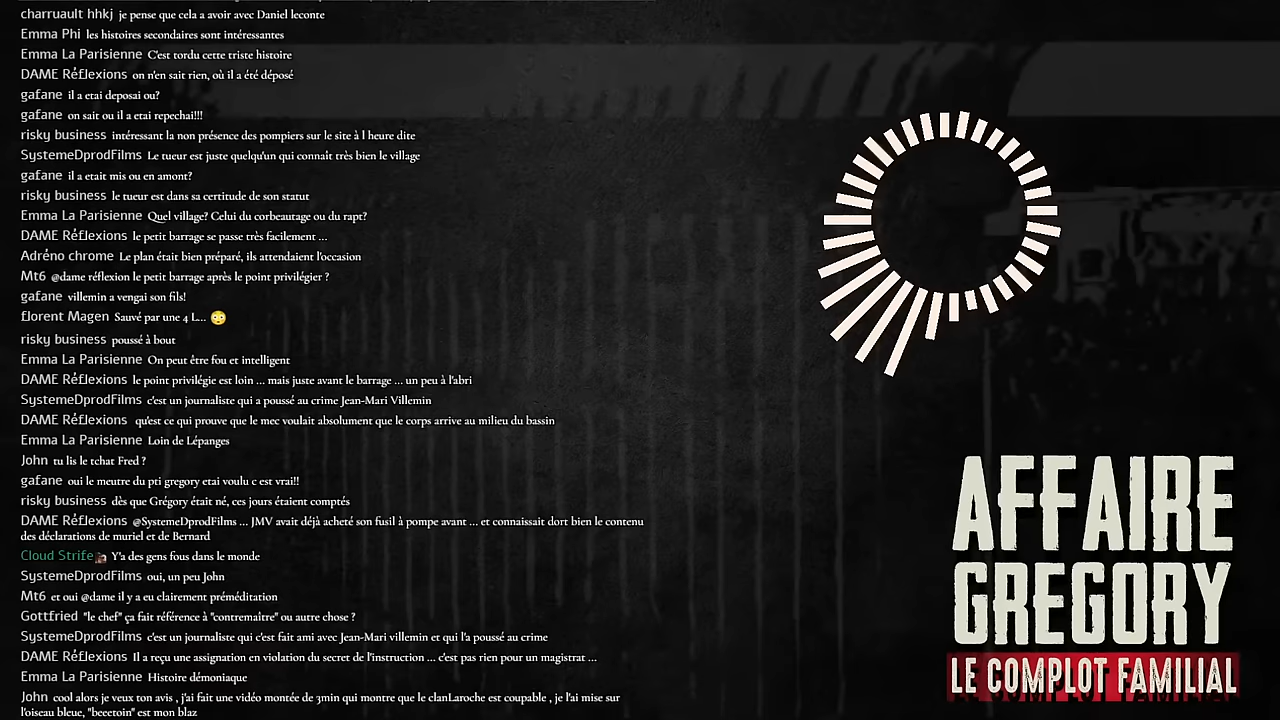 charruault hhkj je pense que cela a avoir avec Daniel leconte
Emma Phi les histoires secondaires sont intéressantes
Emma La Parisienne C'est tordu cette triste histoire
DAME Réflexions on n'en sait rien, où il a été déposé
gafane il a etai deposai ou?
gafane on sait ou il a etai repechai!!!
risky business intéressant la non présence des pompiers sur le site à l heure dite
SystemeDprodFilms Le tueur est juste quelqu'un qui connaît très bien le village
gafane il a etait mis ou en amont?
risky business le tueur est dans sa certitude de son statut
Emma La Parisienne Quel village? Celui du corbeautage ou du rapt?
DAME Réflexions le petit barrage se passe très facilement ...
Adréno chrome Le plan était bien préparé, ils attendaient l'occasion
Mt6 @dame réflexion le petit barrage après le point privilégier ?
gafane villemin a vengai son fils!
florent Magen Sauvé par une 4 L... 😳
risky business poussé à bout
Emma La Parisienne On peut être fou et intelligent
DAME Réflexions le point privilégie est loin ... mais juste avant le barrage ... un peu à l'abri
SystemeDprodFilms c'est un journaliste qui a poussé au crime Jean-Mari Villemin
DAME Réflexions qu'est ce qui prouve que le mec voulait absolument que le corps arrive au milieu du bassin
Emma La Parisienne Loin de Lépanges
John tu lis le tchat Fred ?
gafane oui le meutre du pti gregory etai voulu c est vrai!!
risky business dès que Grégory était né, ces jours étaient comptés
DAME Réflexions @SystemeDprodFilms ... JMV avait déjà acheté son fusil à pompe avant ... et connaissait dort bien le contenu
des déclarations de muriel et de Bernard
Cloud Strife Y'a des gens fous dans le monde
SystemeDprodFilms oui, un peu John
Mt6 et oui @dame il y a eu clairement préméditation
Gottfried "le chef" ça fait référence à "contremaître" ou autre chose ?
SystemeDprodFilms c'est un journaliste qui c'est fait ami avec Jean-Mari villemin et qui l'a poussé au crime
DAME Réflexions Il a reçu une assignation en violation du secret de l'instruction ... c'est pas rien pour un magistrat ...
Emma La Parisienne Histoire démoniaque
John cool alors je veux ton avis , j'ai fait une vidéo montée de 3min qui montre que le clanLaroche est coupable , je l'ai mise sur
l'oiseau bleue, "beectoin" est mon blaz
AFFAIRE
GREGORY
LE COMPLOT FAMILIAL